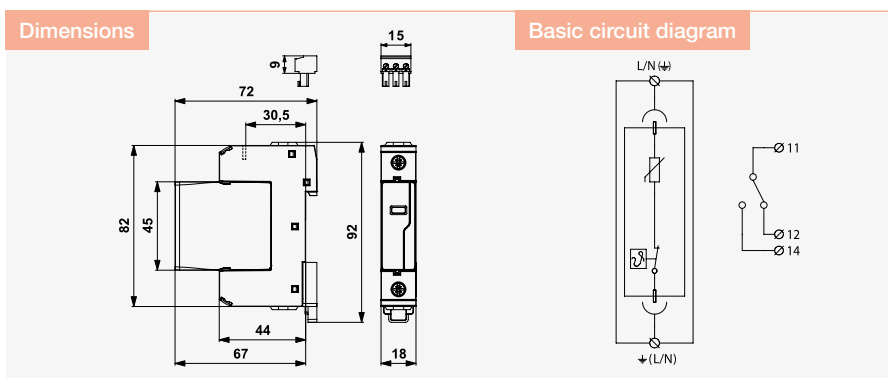 Dimensions
15
9
72
30,5
82
45
92
44
67
18
Basic circuit diagram
L/N (⏚)
11
ϑ
12
14
⏚ (L/N)